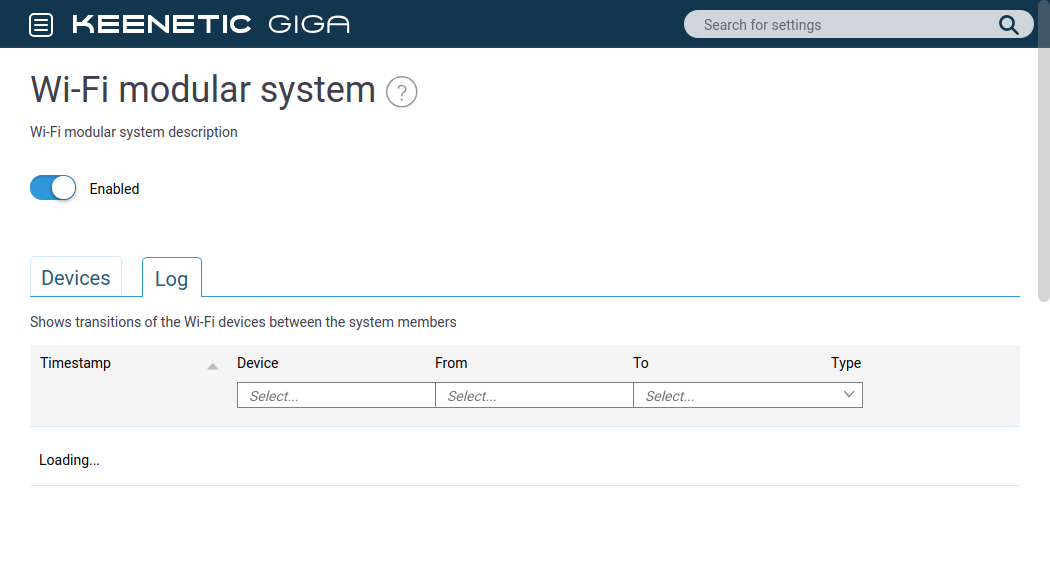 KEENETIC GIGA
Search for settings
Wi-Fi modular system ?
Wi-Fi modular system description
Enabled
Devices
Log
Shows transitions of the Wi-Fi devices between the system members
Timestamp Device From To Type
Select... Select... Select...
Loading...